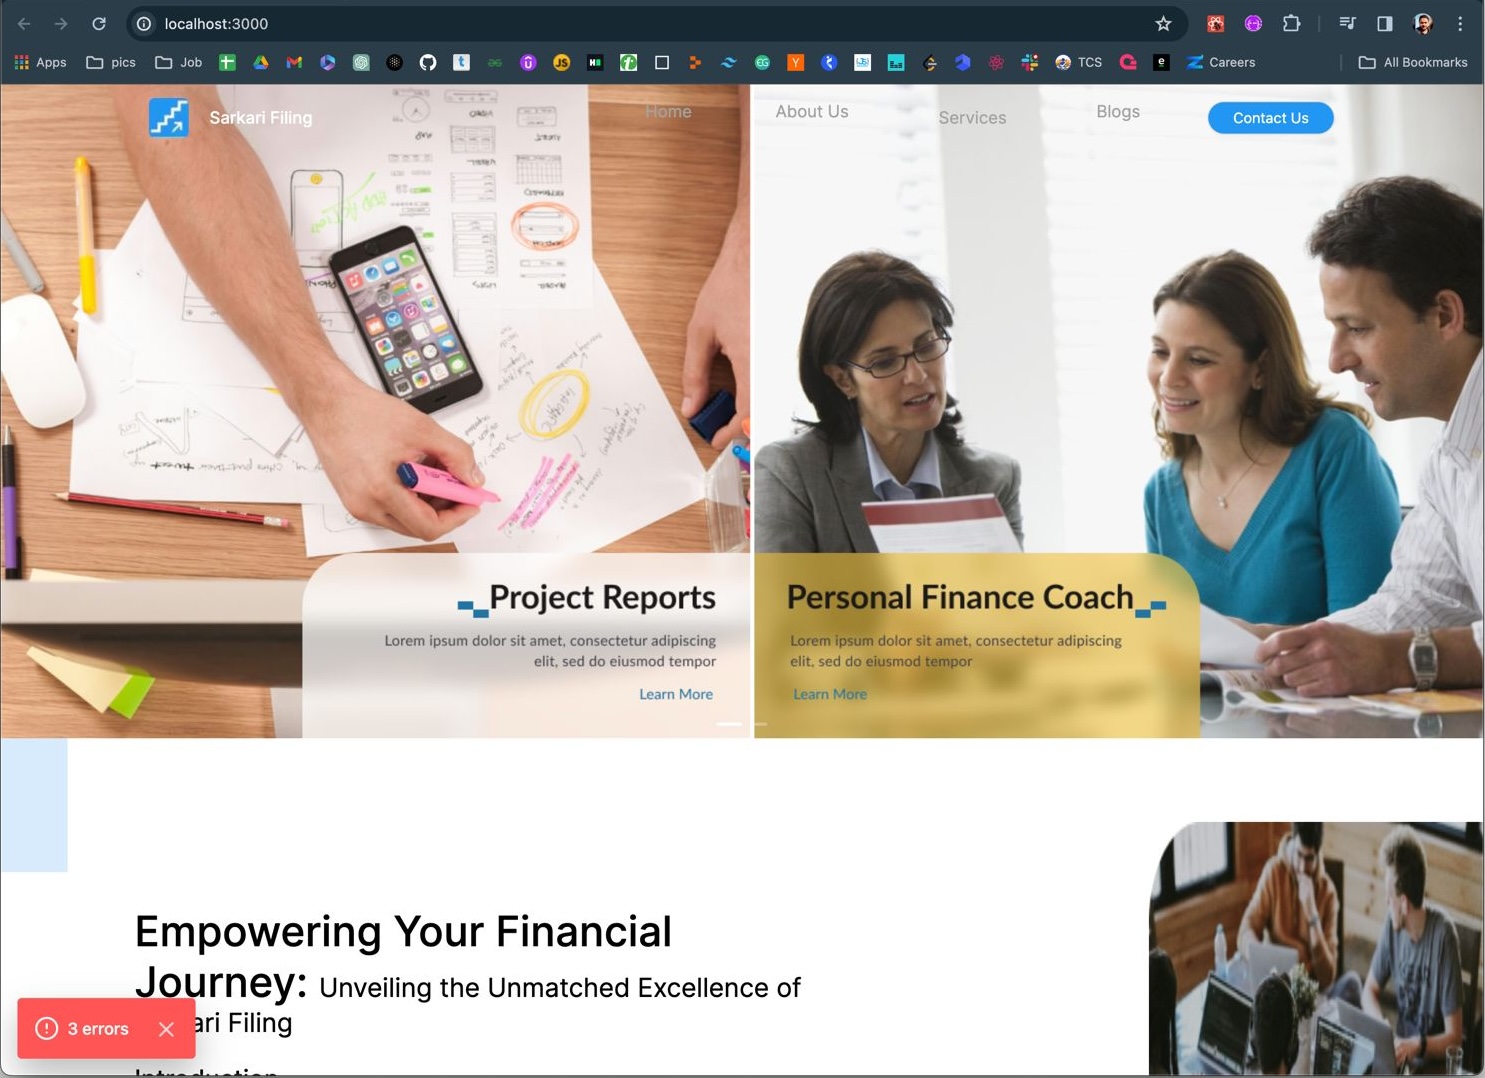 localhost:3000
Apps
pics
Job
TCS
Careers
All Bookmarks
Sarkari Filing
Home
About Us
Services
Blogs
Contact Us
Project Reports
Lorem ipsum dolor sit amet, consectetur adipiscing
elit, sed do eiusmod tempor
Learn More
Personal Finance Coach
Lorem ipsum dolor sit amet, consectetur adipiscing
elit, sed do eiusmod tempor
Learn More
Empowering Your Financial
Journey: Unveiling the Unmatched Excellence of
ari Filing
3 errors
Introduction